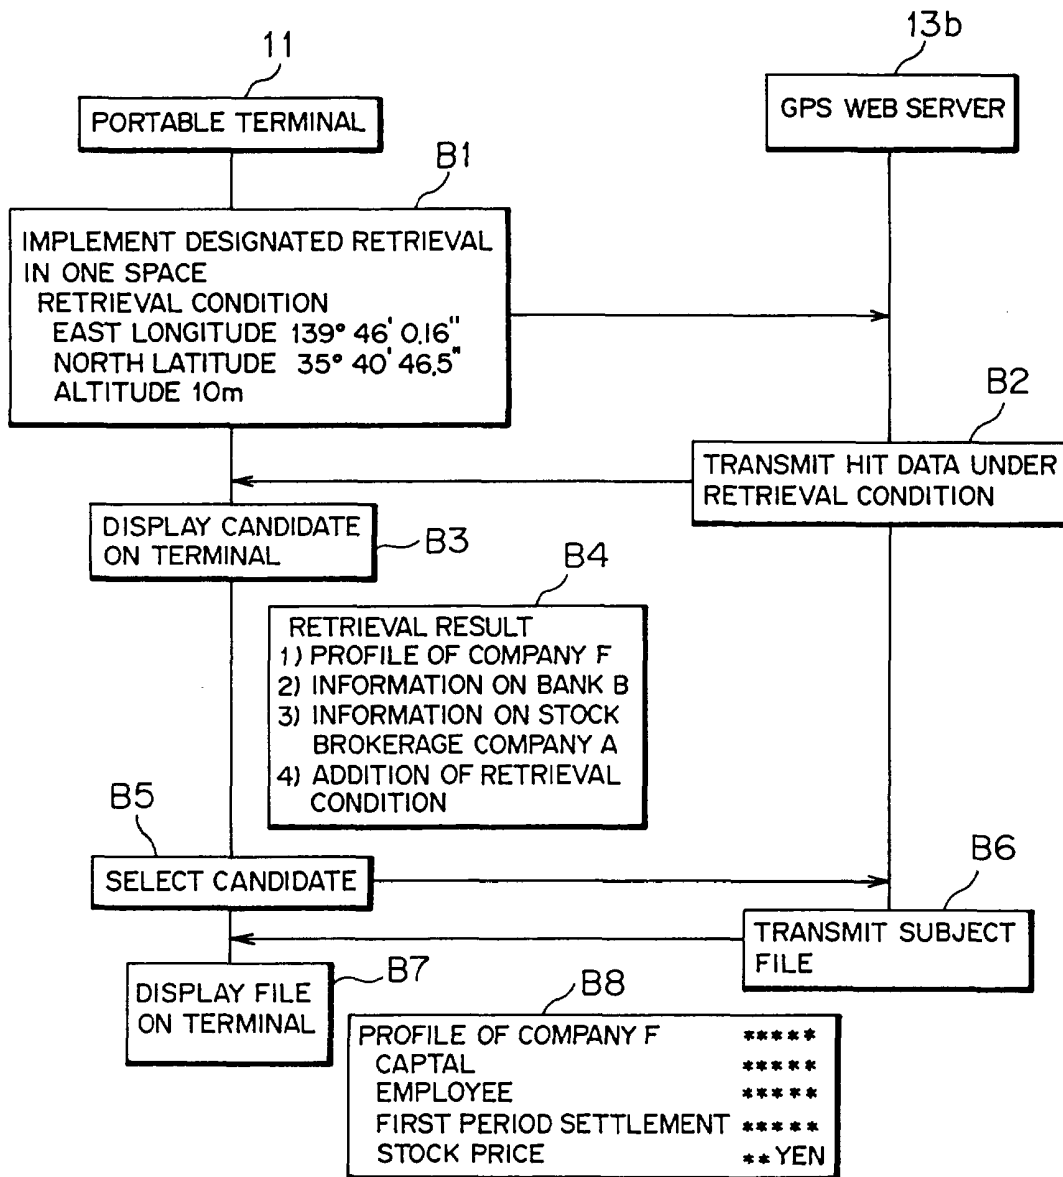 11
PORTABLE TERMINAL
13b
GPS WEB SERVER
B1
IMPLEMENT DESIGNATED RETRIEVAL
IN ONE SPACE
RETRIEVAL CONDITION
EAST LONGITUDE 139° 46' 0.16"
NORTH LATITUDE 35° 40' 46.5"
ALTITUDE 10m
B2
TRANSMIT HIT DATA UNDER
RETRIEVAL CONDITION
DISPLAY CANDIDATE
ON TERMINAL
B3
B4
RETRIEVAL RESULT
1) PROFILE OF COMPANY F
2) INFORMATION ON BANK B
3) INFORMATION ON STOCK
BROKERAGE COMPANY A
4) ADDITION OF RETRIEVAL
CONDITION
B5
SELECT CANDIDATE
B6
TRANSMIT SUBJECT
FILE
B7
DISPLAY FILE
ON TERMINAL
B8
PROFILE OF COMPANY F *****
CAPTAL *****
EMPLOYEE *****
FIRST PERIOD SETTLEMENT *****
STOCK PRICE **YEN